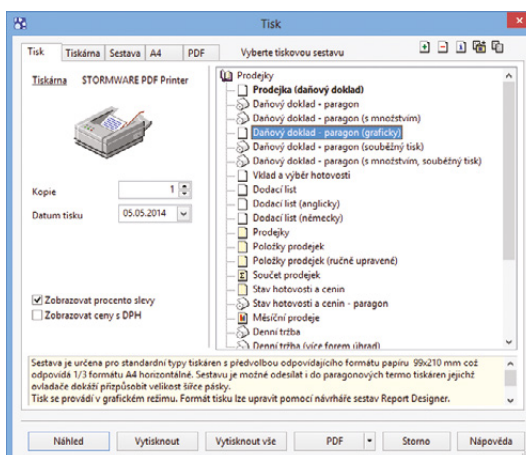 Tisk
Tisk Tiskárna Sestava A4 PDF Vyberte tiskovou sestavu
Tiskárna STORMWARE PDF Printer
Kopie 1
Datum tisku 05.05.2014
Zobrazovat procento slevy
Zobrazovat ceny s DPH
Prodejky
Prodejka (daňový doklad)
Daňový doklad - paragon
Daňový doklad - paragon (s množstvím)
Daňový doklad - paragon (graficky)
Daňový doklad - paragon (souběžný tisk)
Daňový doklad - paragon (s množstvím, souběžný tisk)
Vklad a výběr hotovosti
Dodací list
Dodací list (anglicky)
Dodací list (německy)
Prodejky
Položky prodejek
Položky prodejek (ručně upravené)
Součet prodejek
Stav hotovosti a cenin
Stav hotovosti a cenin - paragon
Měsíční prodeje
Denní tržba
Denní tržba (více forem úhrad)
Sestava je určena pro standardní typy tiskáren s předvolbou odpovídajícího formátu papíru 99x210 mm což
odpovídá 1/3 formátu A4 horizontálně. Sestavu je možné odesílat i do paragonových termo tiskáren jejichž
ovladače dokáží přizpůsobit velikost šířce pásky.
Tisk se provádí v grafickém režimu. Formát tisku lze upravit pomocí návrháře sestav Report Designer.
Náhled Vytisknout Vytisknout vše PDF Storno Nápověda